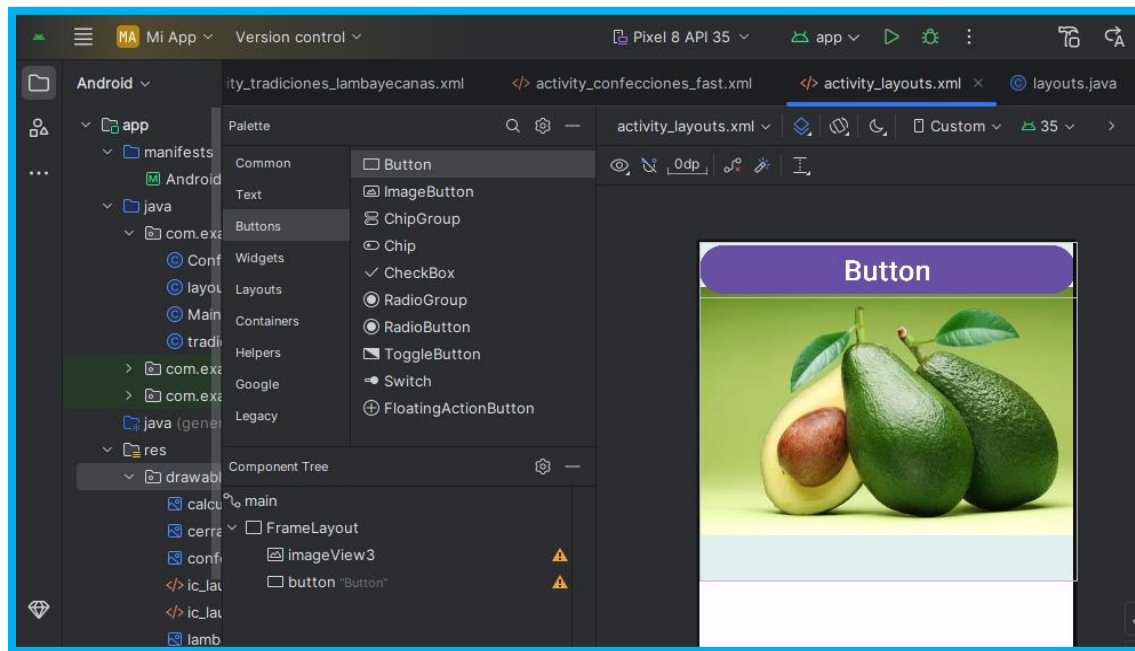 MA Mi App Version control Pixel 8 API 35 app
Android
ity_tradiciones_lambayecanas.xml </> activity_confecciones_fast.xml </> activity_layouts.xml × © layouts.java
app
manifests
Android
java
com.exa
Conf
layou
Main
tradi
com.exa
com.exa
java (gener
res
drawabl
calcu
cerra
confe
</> ic_lau
</> ic_lau
lamb
Palette
Common
Text
Buttons
Widgets
Layouts
Containers
Helpers
Google
Legacy
Button
ImageButton
ChipGroup
Chip
CheckBox
RadioGroup
RadioButton
ToggleButton
Switch
FloatingActionButton
Component Tree
main
FrameLayout
imageView3
button "Button"
activity_layouts.xml Custom 35
0dp
Button